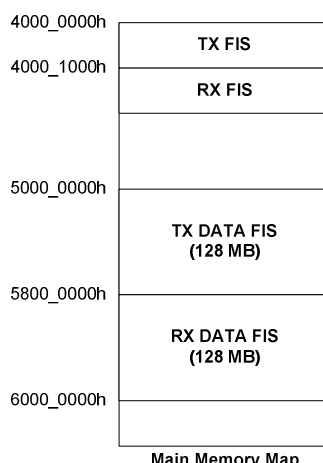 4000_0000h
TX FIS
4000_1000h
RX FIS
5000_0000h
TX DATA FIS
(128 MB)
5800_0000h
RX DATA FIS
(128 MB)
6000_0000h
Main Memory Map